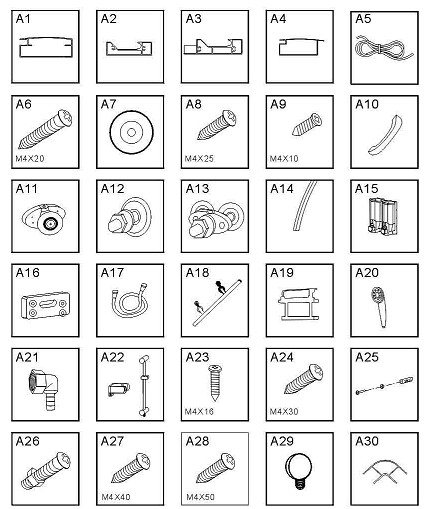 A1 A2 A3 A4 A5
A6 A7 A8 A9 A10
M4X20 M4X25 M4X10
A11 A12 A13 A14 A15
A16 A17 A18 A19 A20
A21 A22 A23 A24 A25
M4X16 M4X30
A26 A27 A28 A29 A30
M4X40 M4X50